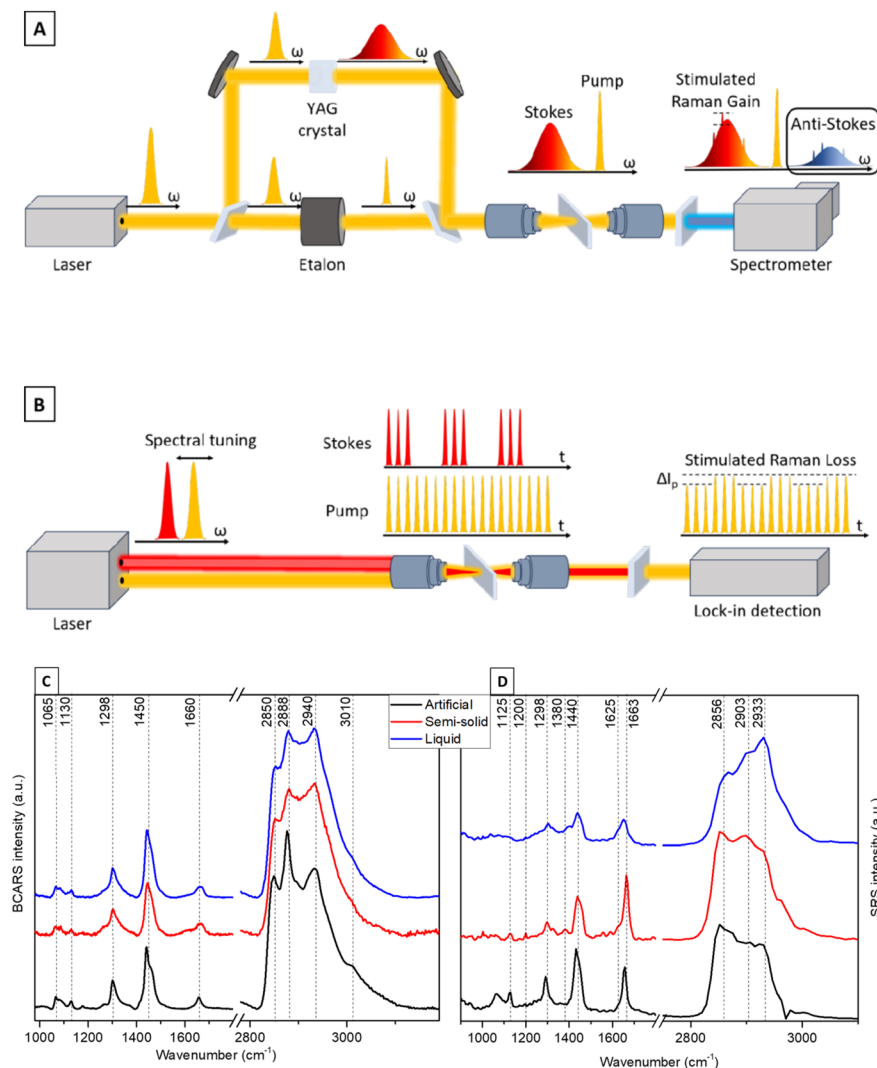 A
ω
ω
YAG
crystal
ω
ω
ω
Laser
Etalon
Stokes
Pump
ω
Stimulated
Raman Gain
Anti-Stokes
ω
Spectrometer
B
Spectral tuning
ω
Laser
Stokes
t
Pump
t
Stimulated Raman Loss
ΔIp
t
Lock-in detection
C
1065
1130
1298
1450
1660
2850
2888
2940
3010
Artificial
Semi-solid
Liquid
BCARS intensity (a.u.)
1000 1200 1400 1600 2800 3000
Wavenumber (cm-1)
D
1125
1200
1298
1380
1440
1625
1663
2856
2903
2933
SRS intensity (a.u.)
1000 1200 1400 1600 2800 3000
Wavenumber (cm-1)